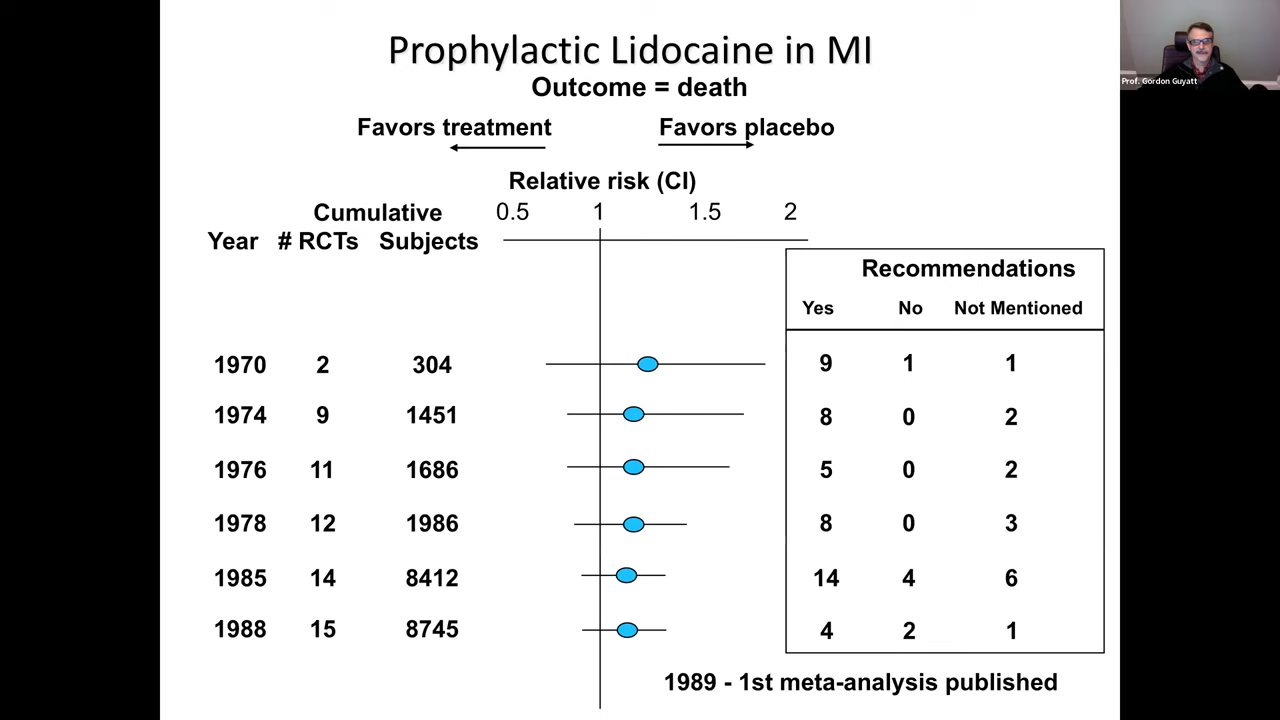 Prophylactic Lidocaine in MI
Prof. Gordon Guyatt
Outcome = death
Favors treatment Favors placebo
Relative risk (CI)
Cumulative 0.5 1 1.5 2
Year # RCTs Subjects
Recommendations
Yes No Not Mentioned
1970 2 304 9 1 1
1974 9 1451 8 0 2
1976 11 1686 5 0 2
1978 12 1986 8 0 3
1985 14 8412 14 4 6
1988 15 8745 4 2 1
1989 - 1st meta-analysis published